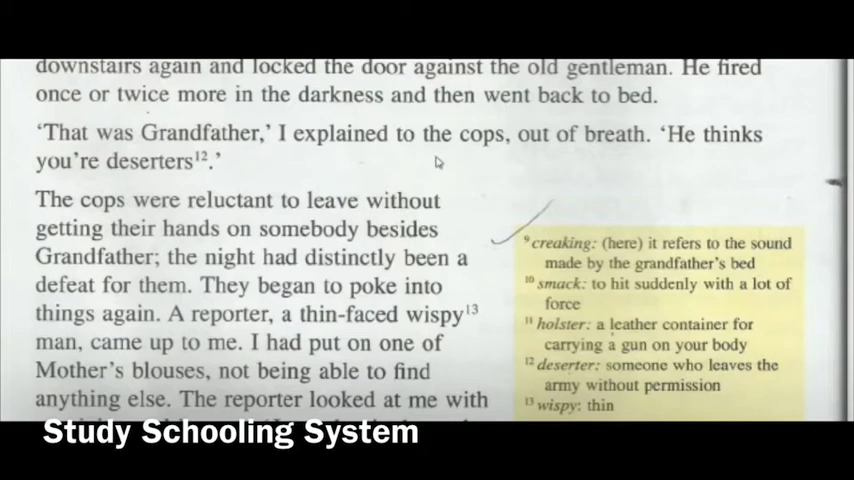 downstairs again and locked the door against the old gentleman. He fired
once or twice more in the darkness and then went back to bed.
'That was Grandfather,' I explained to the cops, out of breath. 'He thinks
you're deserters¹².'
The cops were reluctant to leave without
getting their hands on somebody besides
Grandfather; the night had distinctly been a
defeat for them. They began to poke into
things again. A reporter, a thin-faced wispy¹³
man, came up to me. I had put on one of
Mother's blouses, not being able to find
anything else. The reporter looked at me with
⁹ creaking: (here) it refers to the sound
made by the grandfather's bed
¹⁰ smack: to hit suddenly with a lot of
force
¹¹ holster: a leather container for
carrying a gun on your body
¹² deserter: someone who leaves the
army without permission
¹³ wispy: thin
Study Schooling System